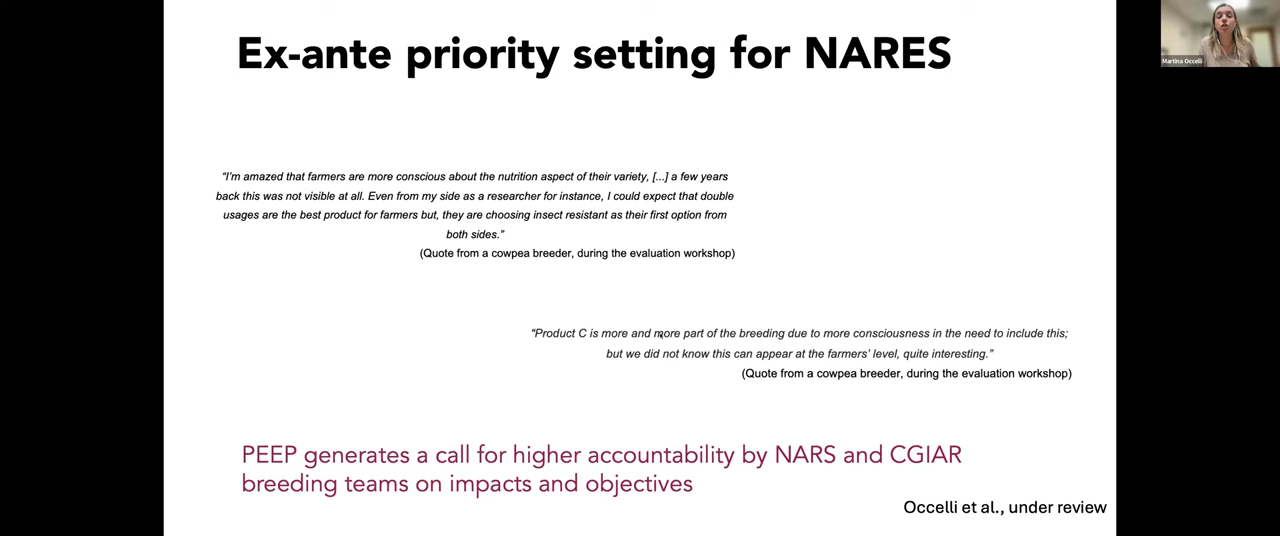 Ex-ante priority setting for NARES
Martina Occelli
“I’m amazed that farmers are more conscious about the nutrition aspect of their variety, [...] a few years
back this was not visible at all. Even from my side as a researcher for instance, I could expect that double
usages are the best product for farmers but, they are choosing insect resistant as their first option from
both sides.”
(Quote from a cowpea breeder, during the evaluation workshop)
“Product C is more and more part of the breeding due to more consciousness in the need to include this;
but we did not know this can appear at the farmers’ level, quite interesting.”
(Quote from a cowpea breeder, during the evaluation workshop)
PEEP generates a call for higher accountability by NARS and CGIAR
breeding teams on impacts and objectives
Occelli et al., under review